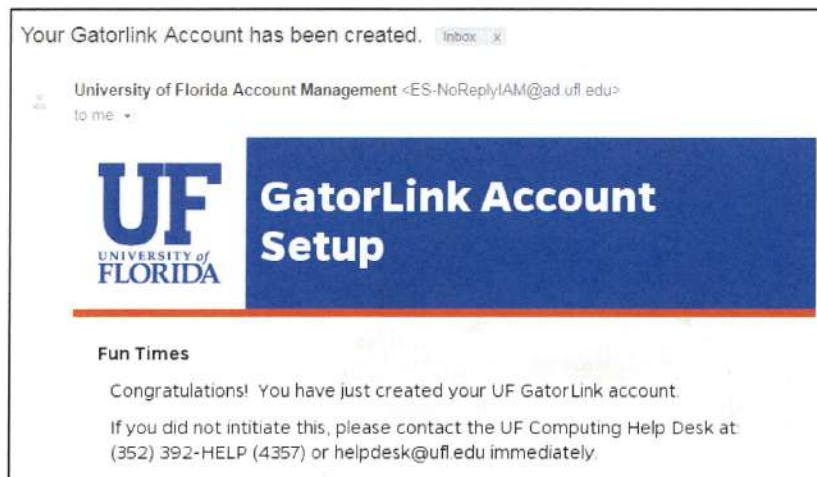 Your Gatorlink Account has been created. Inbox x
University of Florida Account Management <ES-NoReplyIAM@ad.ufl.edu>
to me
UF
UNIVERSITY of
FLORIDA
GatorLink Account
Setup
Fun Times
Congratulations! You have just created your UF GatorLink account.
If you did not intitiate this, please contact the UF Computing Help Desk at:
(352) 392-HELP (4357) or helpdesk@ufl.edu immediately.